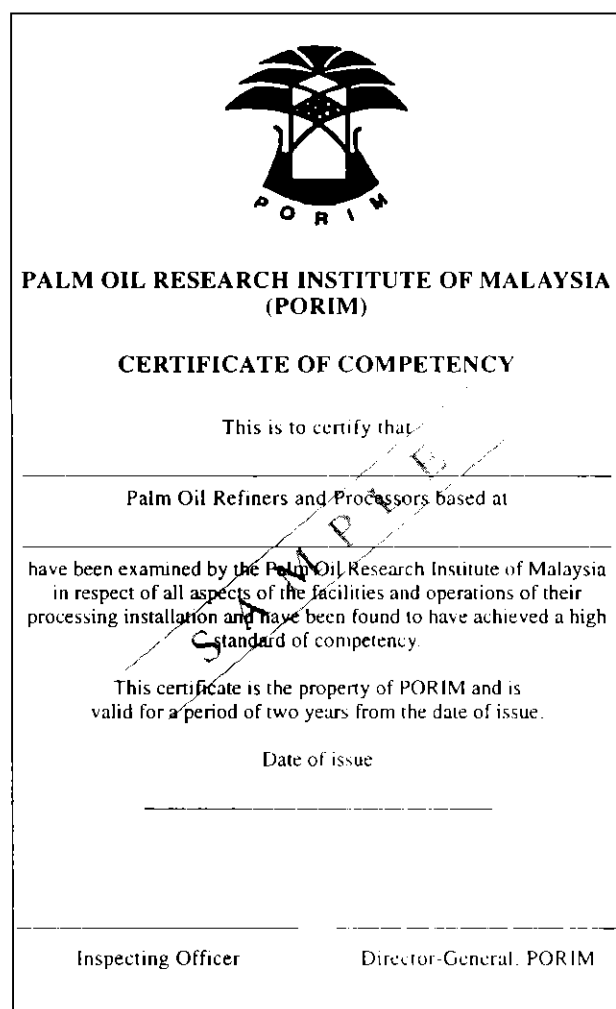 PORIM
PALM OIL RESEARCH INSTITUTE OF MALAYSIA
(PORIM)
CERTIFICATE OF COMPETENCY
This is to certify that
Palm Oil Refiners and Processors based at
have been examined by the Palm Oil Research Institute of Malaysia
in respect of all aspects of the facilities and operations of their
processing installation and have been found to have achieved a high
standard of competency.
SAMPLE
This certificate is the property of PORIM and is
valid for a period of two years from the date of issue.
Date of issue
Inspecting Officer Director-General, PORIM